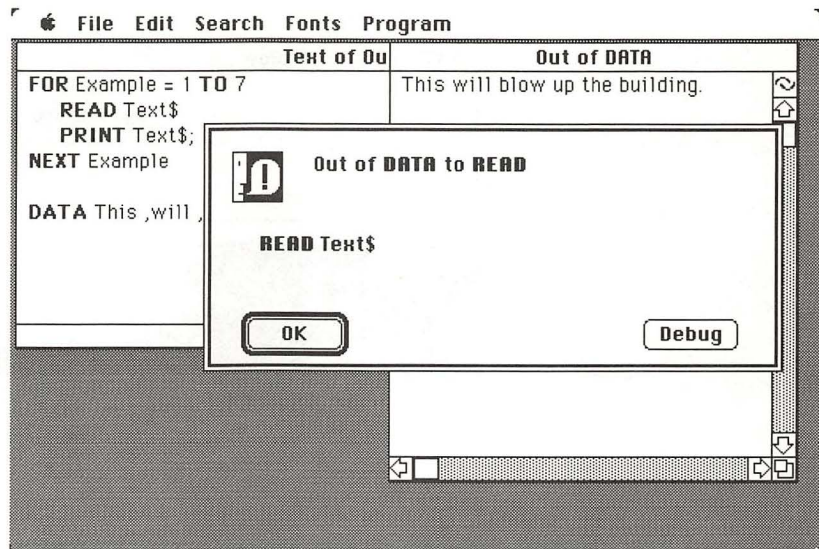 File Edit Search Fonts Program
Text of Ou
FOR Example = 1 TO 7
READ Text$
PRINT Text$;
NEXT Example
DATA This ,will ,
Out of DATA
This will blow up the building.
Out of DATA to READ
READ Text$
OK
Debug